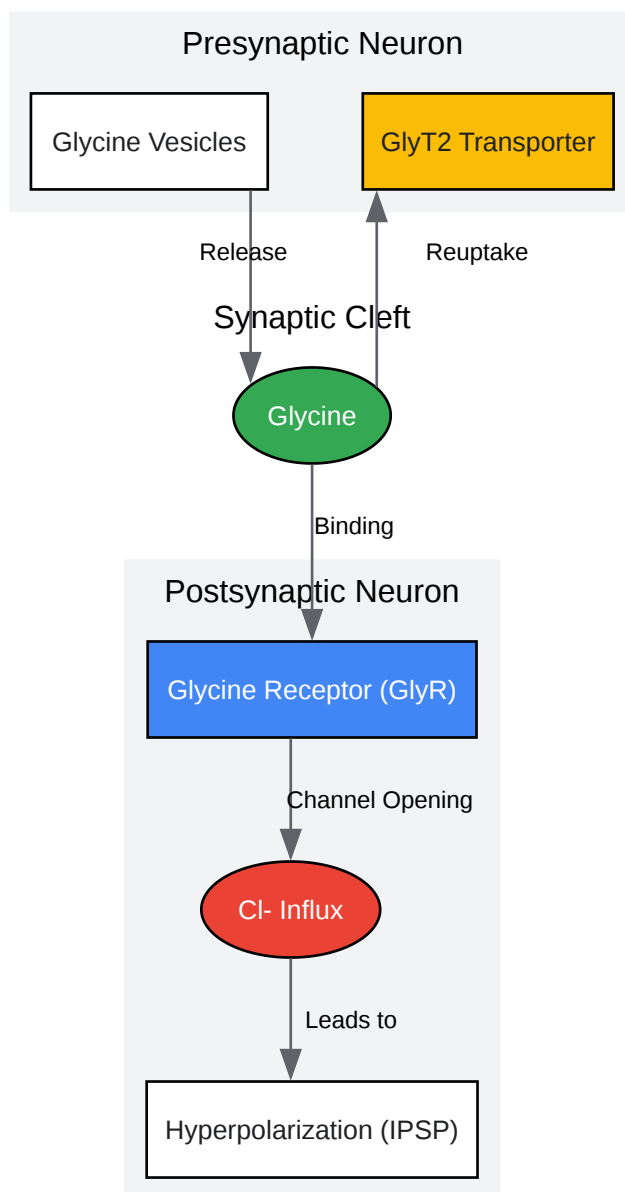 Presynaptic Neuron
Glycine Vesicles
GlyT2 Transporter
Release
Reuptake
Synaptic Cleft
Glycine
Binding
Postsynaptic Neuron
Glycine Receptor (GlyR)
Channel Opening
Cl- Influx
Leads to
Hyperpolarization (IPSP)